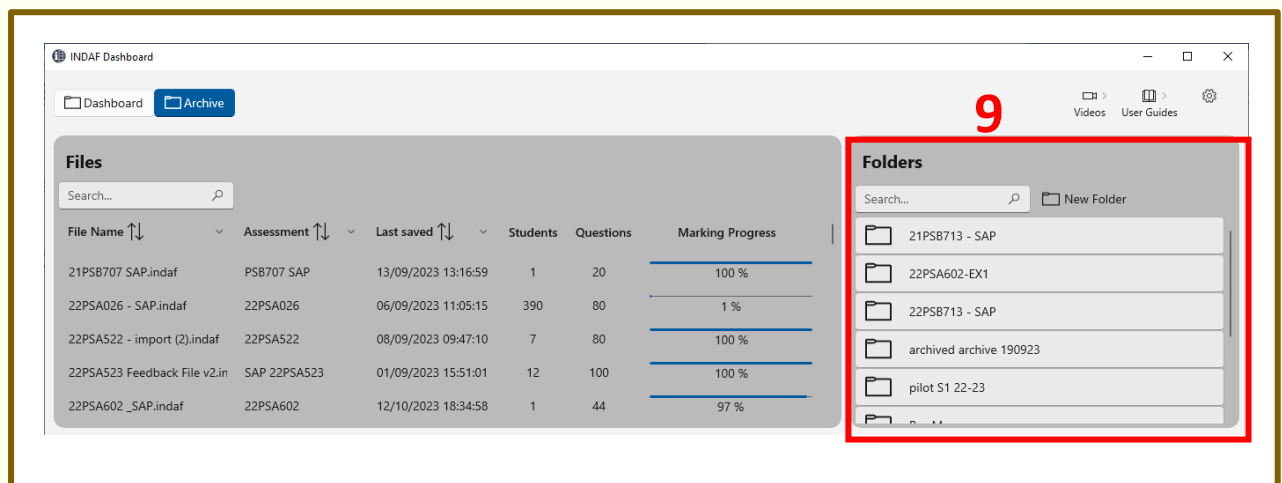 INDAF Dashboard
Dashboard Archive
9
Videos User Guides
Files
Search...
File Name Assessment Last saved Students Questions Marking Progress
21PSB707 SAP.indaf PSB707 SAP 13/09/2023 13:16:59 1 20 100 %
22PSA026 - SAP.indaf 22PSA026 06/09/2023 11:05:15 390 80 1 %
22PSA522 - import (2).indaf 22PSA522 08/09/2023 09:47:10 7 80 100 %
22PSA523 Feedback File v2.in SAP 22PSA523 01/09/2023 15:51:01 12 100 100 %
22PSA602 _SAP.indaf 22PSA602 12/10/2023 18:34:58 1 44 97 %
Folders
Search... New Folder
21PSB713 - SAP
22PSA602-EX1
22PSB713 - SAP
archived archive 190923
pilot S1 22-23